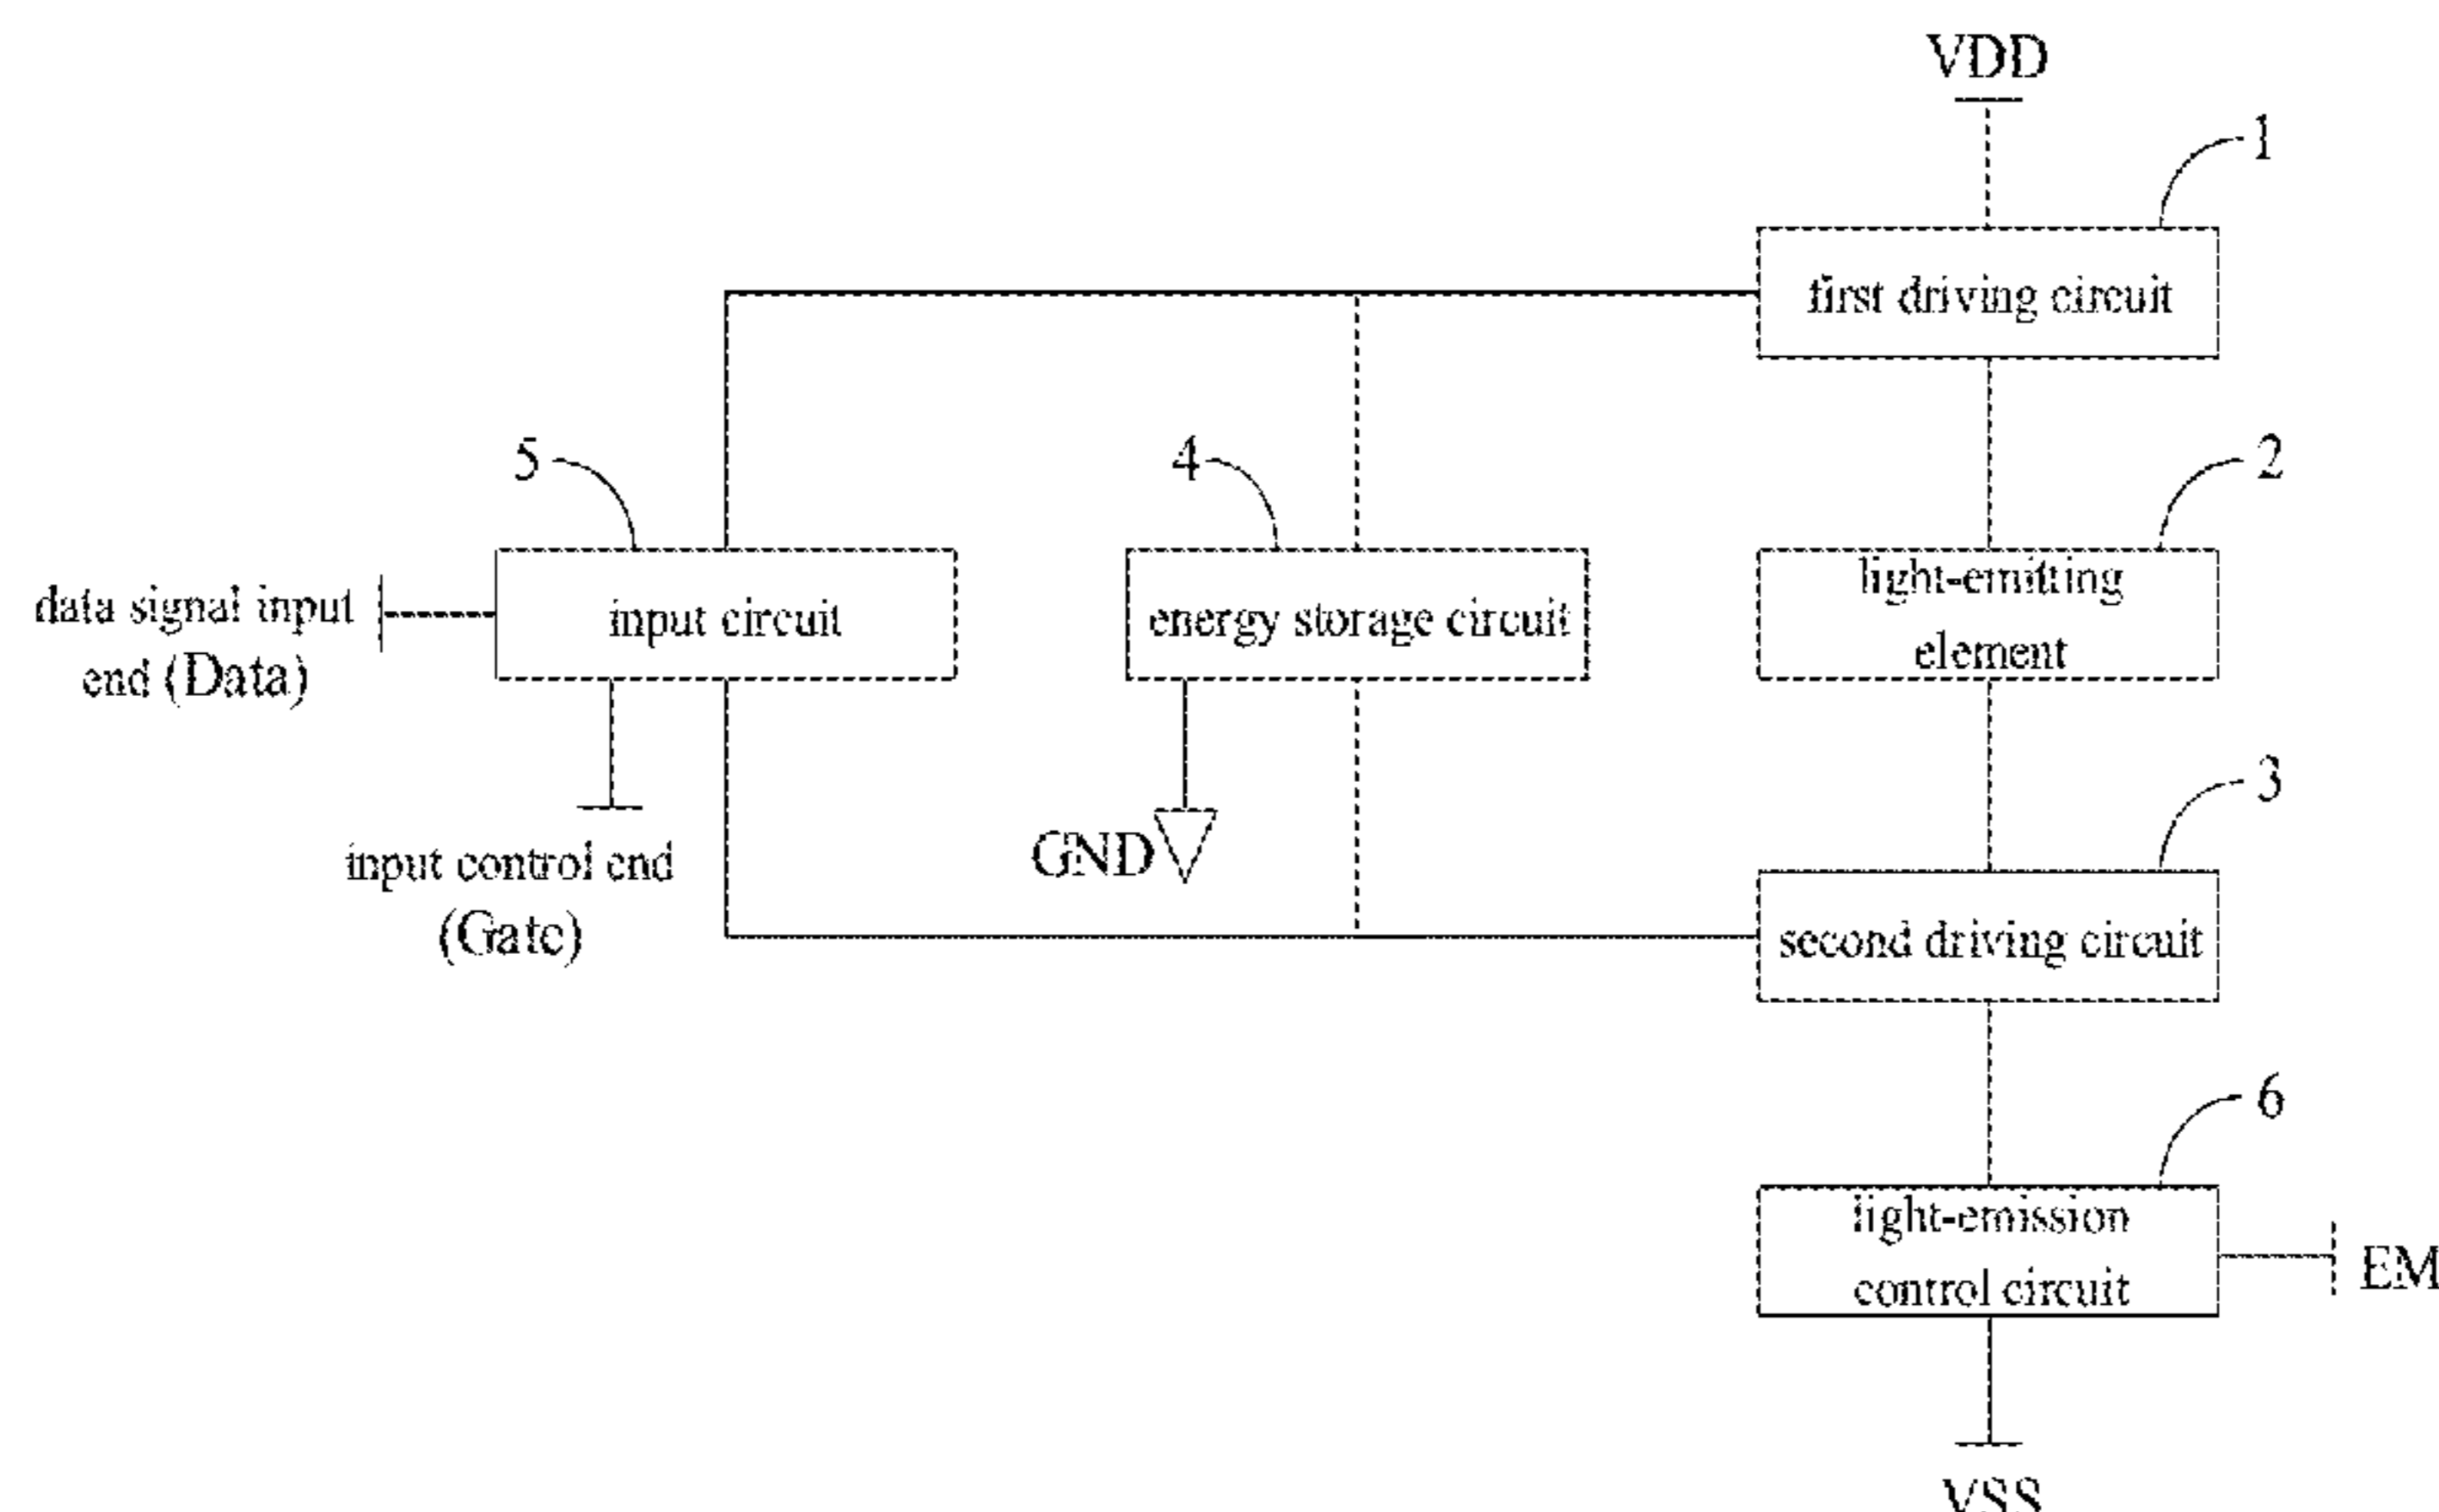 VDD
1
first driving circuit
5
4
2
data signal input
end (Data)
input circuit
energy storage circuit
light-emitting
element
3
input control end
(Gate)
GND
second driving circuit
6
light-emission
control circuit
EM
VSS